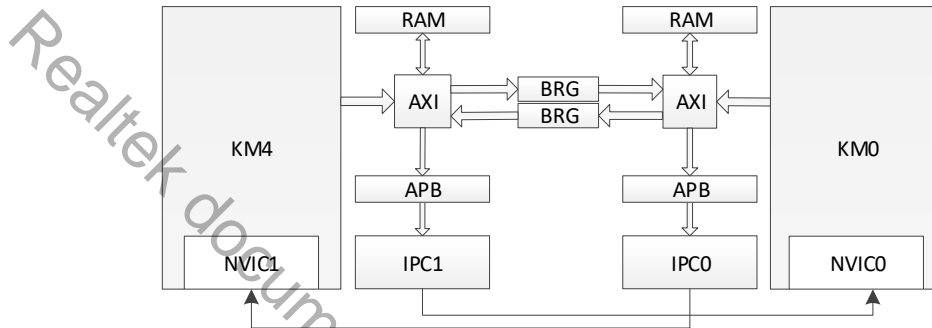 RAM
RAM
AXI
BRG
AXI
BRG
KM4
KM0
APB
APB
NVIC1
IPC1
IPC0
NVIC0
Realtek docum